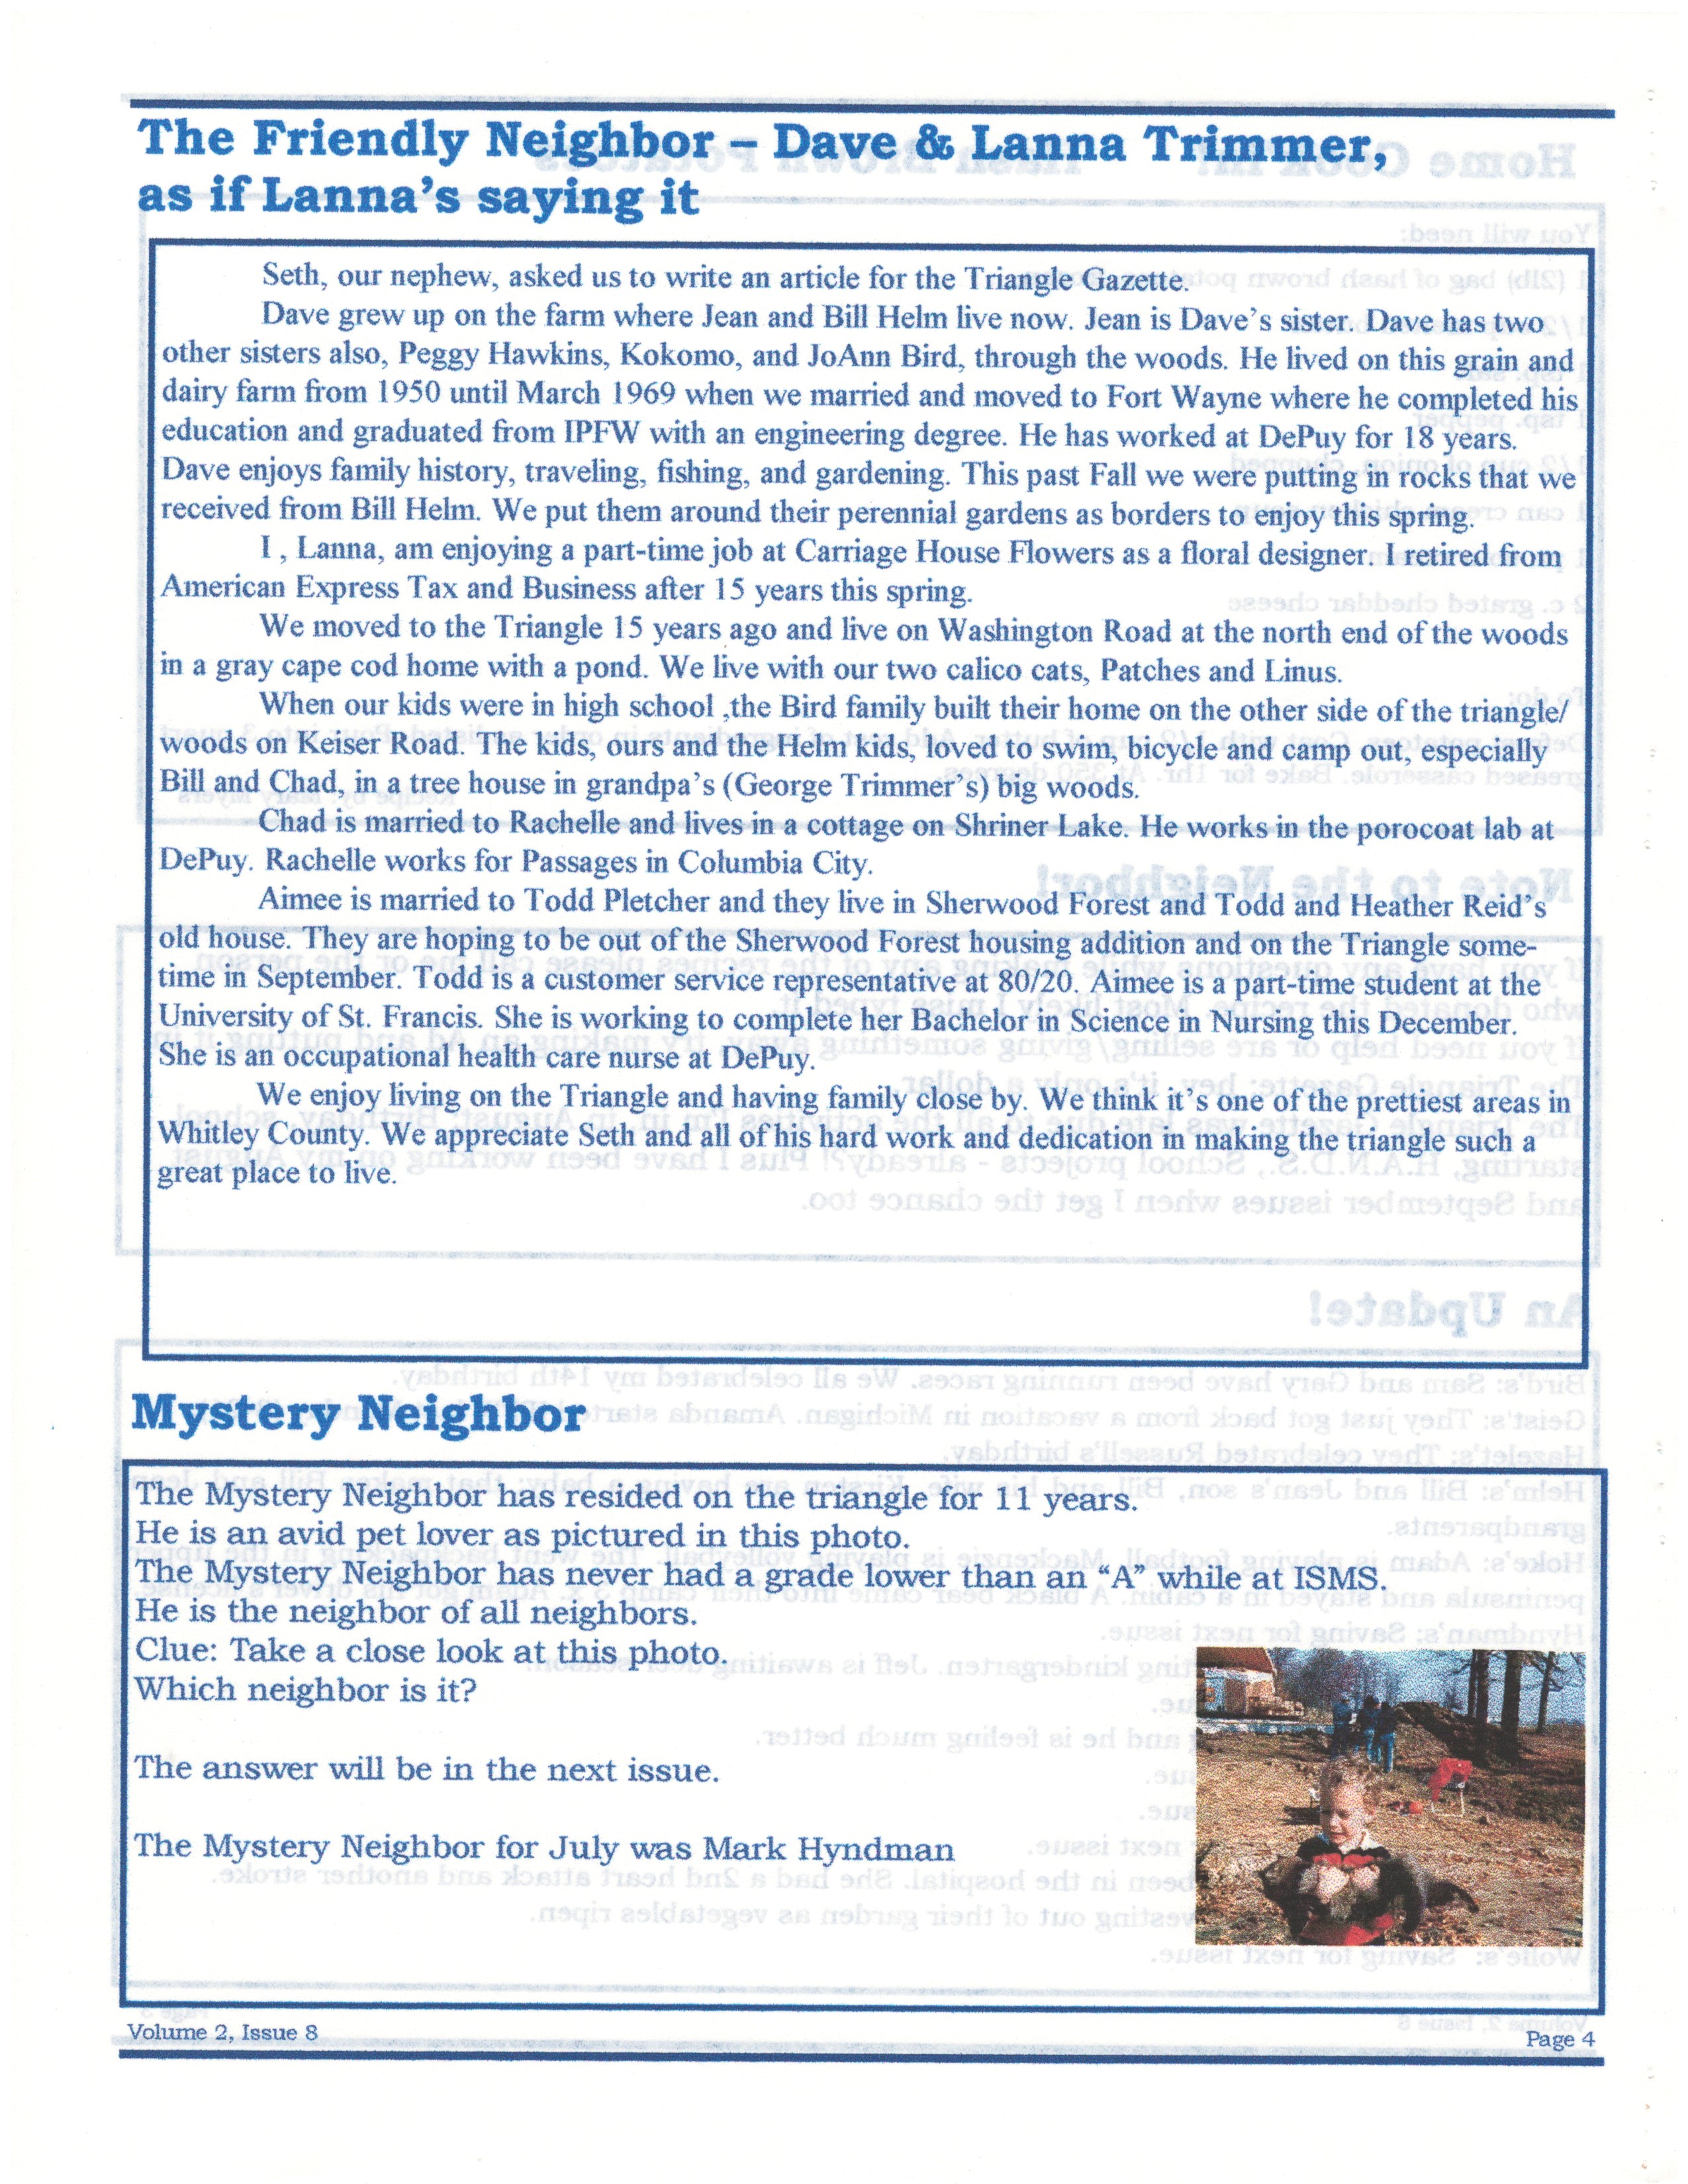 The Friendly Neighbor – Dave & Lanna Trimmer,
as if Lanna's saying it
Seth, our nephew, asked us to write an article for the Triangle Gazette.
Dave grew up on the farm where Jean and Bill Helm live now. Jean is Dave's sister. Dave has two
other sisters also, Peggy Hawkins, Kokomo, and JoAnn Bird, through the woods. He lived on this grain and
dairy farm from 1950 until March 1969 when we married and moved to Fort Wayne where he completed his
education and graduated from IPFW with an engineering degree. He has worked at DePuy for 18 years.
Dave enjoys family history, traveling, fishing, and gardening. This past Fall we were putting in rocks that we
received from Bill Helm. We put them around their perennial gardens as borders to enjoy this spring.
I , Lanna, am enjoying a part-time job at Carriage House Flowers as a floral designer. I retired from
American Express Tax and Business after 15 years this spring.
We moved to the Triangle 15 years ago and live on Washington Road at the north end of the woods
in a gray cape cod home with a pond. We live with our two calico cats, Patches and Linus.
When our kids were in high school ,the Bird family built their home on the other side of the triangle/
woods on Keiser Road. The kids, ours and the Helm kids, loved to swim, bicycle and camp out, especially
Bill and Chad, in a tree house in grandpa's (George Trimmer's) big woods.
Chad is married to Rachelle and lives in a cottage on Shriner Lake. He works in the porocoat lab at
DePuy. Rachelle works for Passages in Columbia City.
Aimee is married to Todd Pletcher and they live in Sherwood Forest and Todd and Heather Reid's
old house. They are hoping to be out of the Sherwood Forest housing addition and on the Triangle some-
time in September. Todd is a customer service representative at 80/20. Aimee is a part-time student at the
University of St. Francis. She is working to complete her Bachelor in Science in Nursing this December.
She is an occupational health care nurse at DePuy.
We enjoy living on the Triangle and having family close by. We think it's one of the prettiest areas in
Whitley County. We appreciate Seth and all of his hard work and dedication in making the triangle such a
great place to live.
Mystery Neighbor
The Mystery Neighbor has resided on the triangle for 11 years.
He is an avid pet lover as pictured in this photo.
The Mystery Neighbor has never had a grade lower than an “A” while at ISMS.
He is the neighbor of all neighbors.
Clue: Take a close look at this photo.
Which neighbor is it?
The answer will be in the next issue.
The Mystery Neighbor for July was Mark Hyndman
Volume 2, Issue 8
Page 4